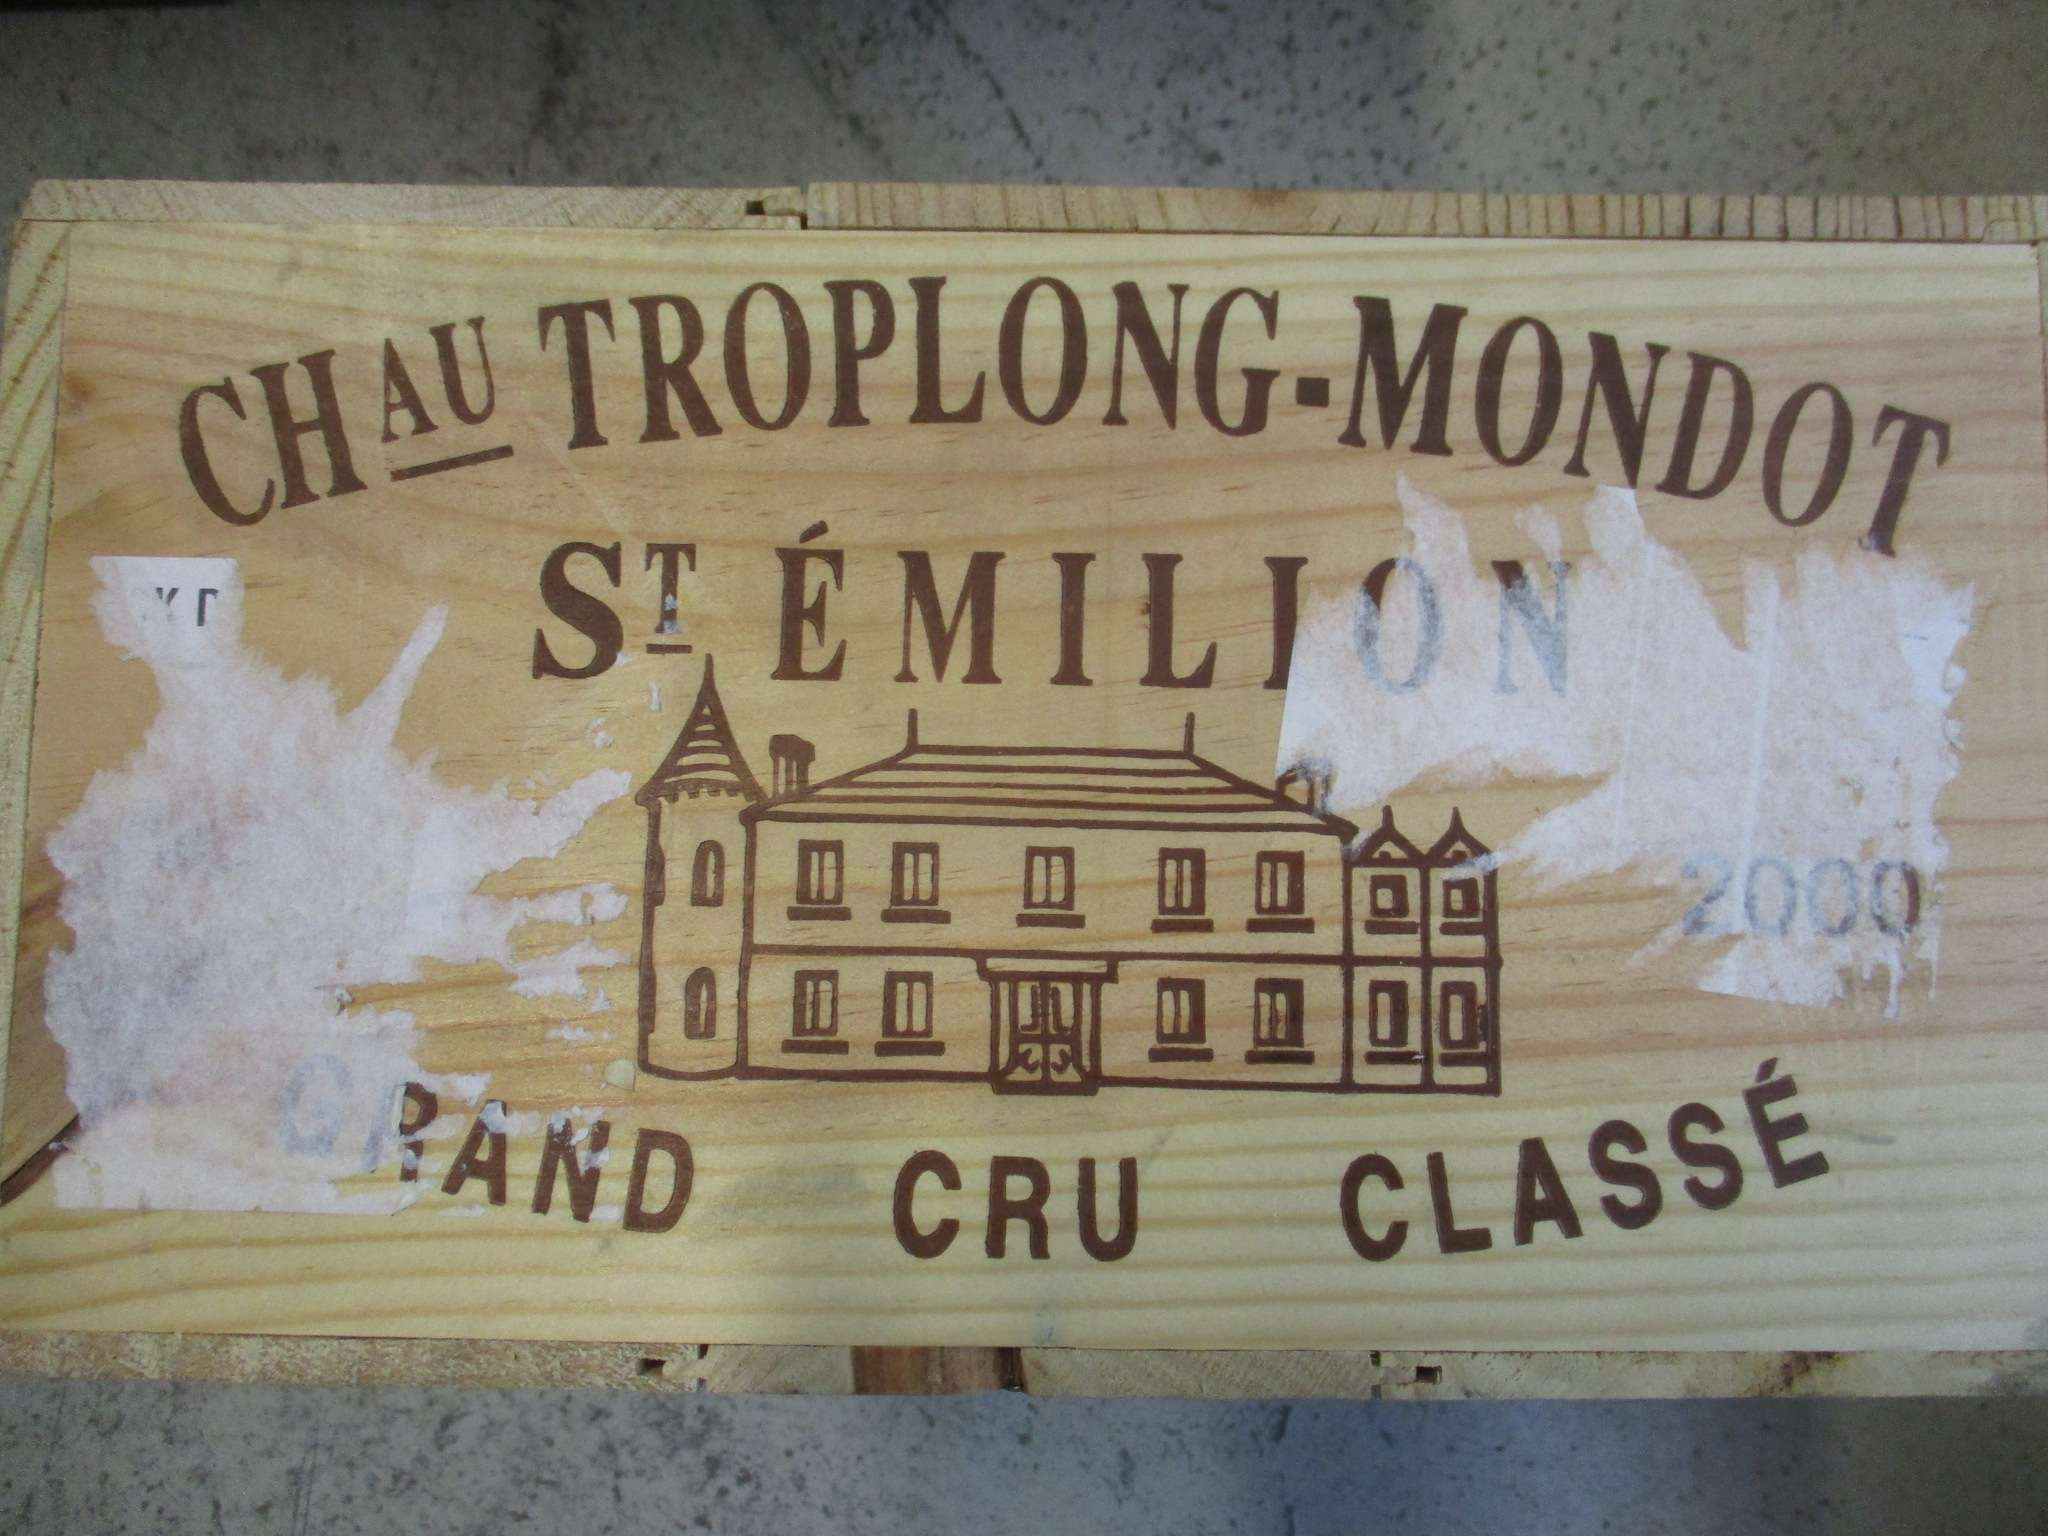 CHAU TROPLONG-MONDOT
ST ÉMILION
2000
GRAND CRU CLASSÉ